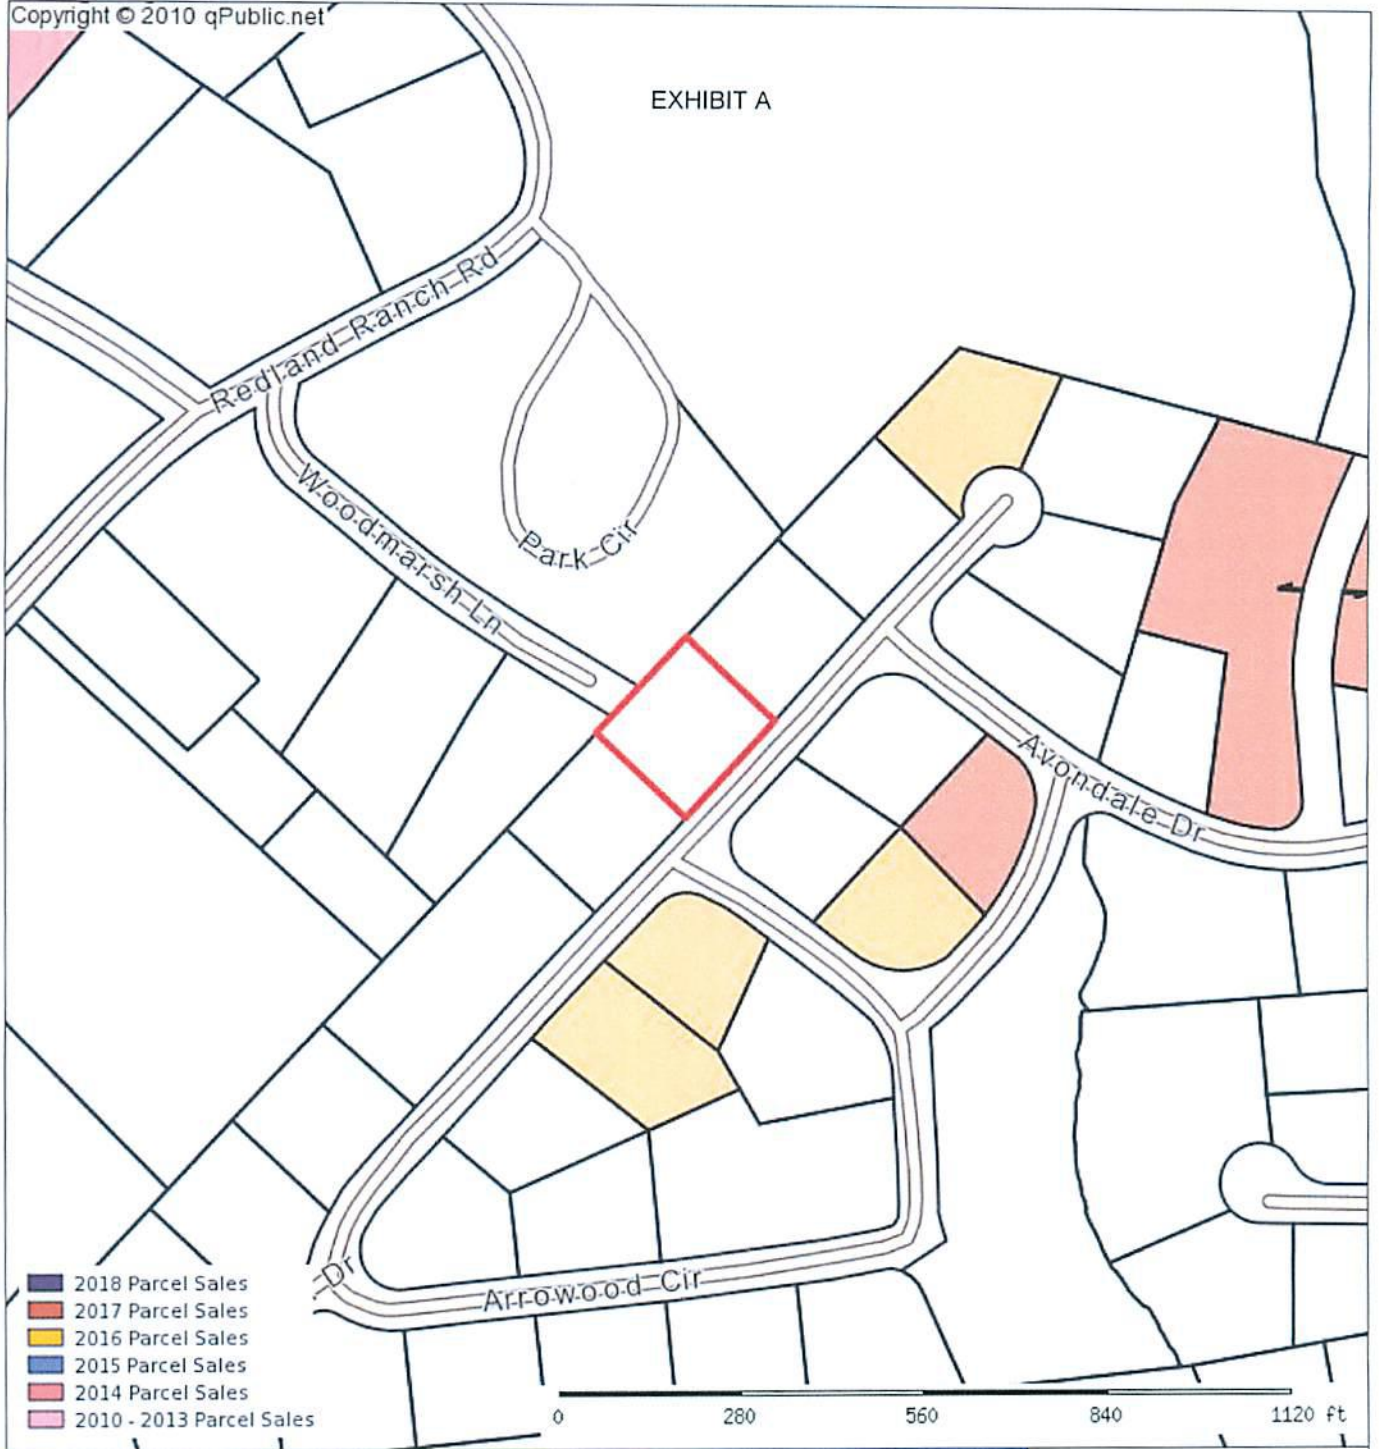 Copyright © 2010 qPublic.net
EXHIBIT A
Redland Ranch Rd
Woodmarsh Ln
Park Cir
Avondale Dr
Dr
Arrowood Cir
2018 Parcel Sales
2017 Parcel Sales
2016 Parcel Sales
2015 Parcel Sales
2014 Parcel Sales
2010 - 2013 Parcel Sales
0 280 560 840 1120 ft